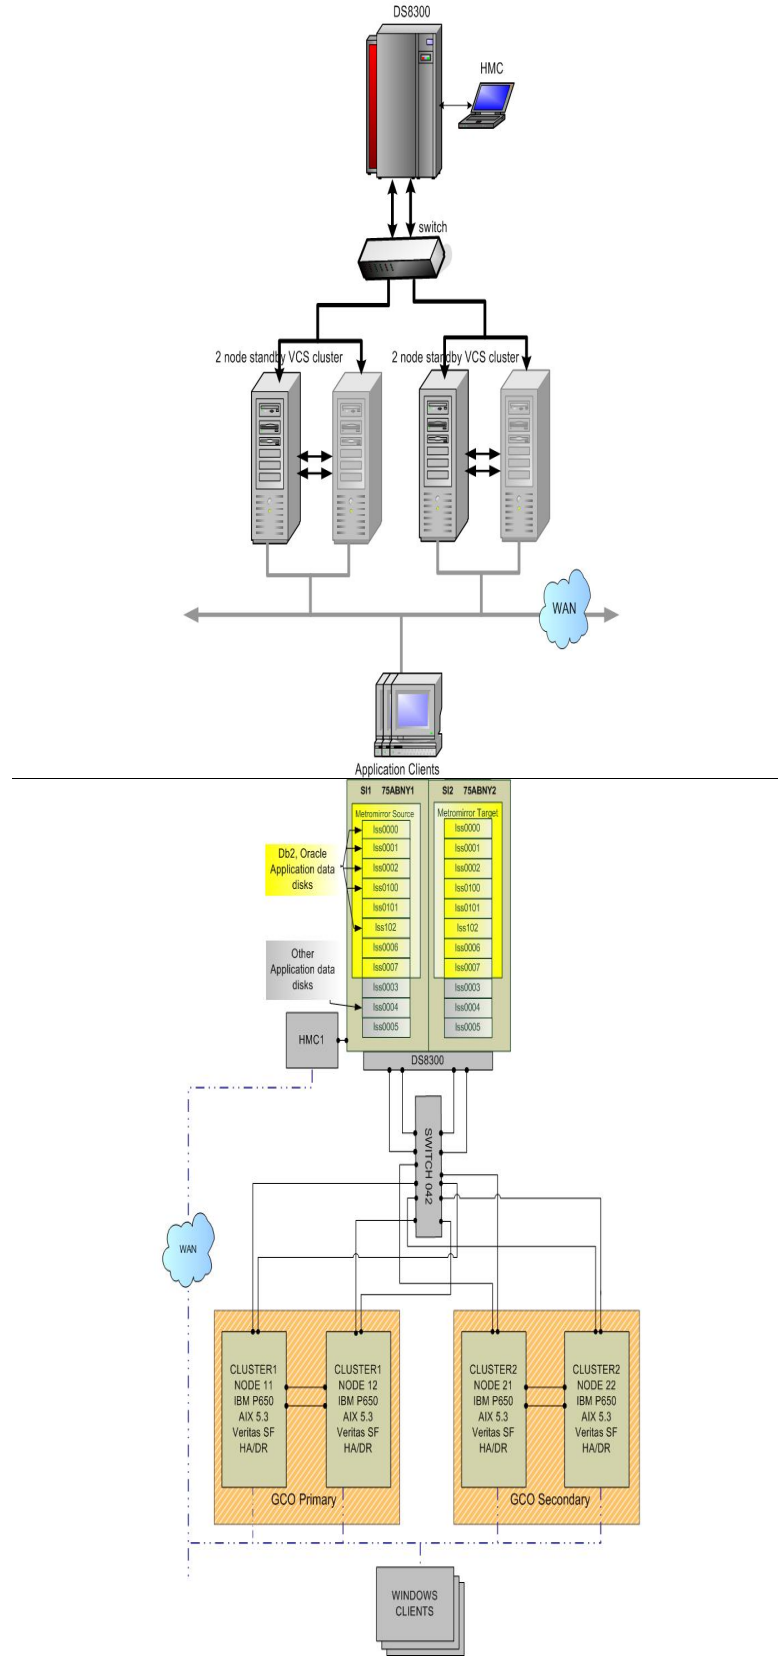 DS8300
HMC
switch
2 node standby VCS cluster
2 node standby VCS cluster
WAN
Application Clients
SI1 75ABNY1
SI2 75ABNY2
Metromirror Source
lss0000
lss0001
lss0002
lss0100
lss0101
lss102
lss0006
lss0007
lss0003
lss0004
lss0005
Metromirror Target
lss0000
lss0001
lss0002
lss0100
lss0101
lss102
lss0006
lss0007
lss0003
lss0004
lss0005
Db2, Oracle
Application data
disks
Other
Application data
disks
HMC1
DS8300
SWITCH 042
WAN
CLUSTER1
NODE 11
IBM P650
AIX 5.3
Veritas SF
HA/DR
CLUSTER1
NODE 12
IBM P650
AIX 5.3
Veritas SF
HA/DR
GCO Primary
CLUSTER2
NODE 21
IBM P650
AIX 5.3
Veritas SF
HA/DR
CLUSTER2
NODE 22
IBM P650
AIX 5.3
Veritas SF
HA/DR
GCO Secondary
WINDOWS
CLIENTS